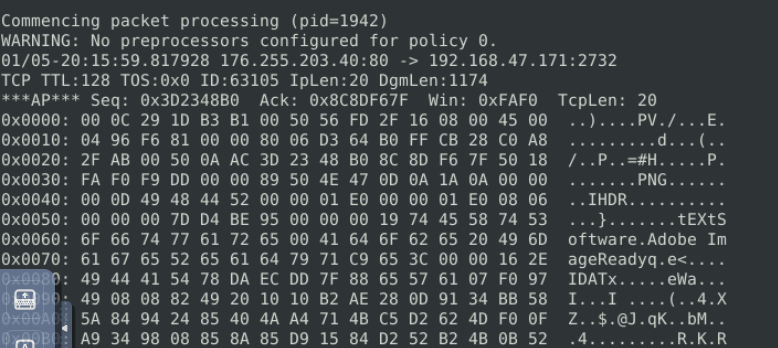 Commencing packet processing (pid=1942)
WARNING: No preprocessors configured for policy 0.
01/05-20:15:59.817928 176.255.203.40:80 -> 192.168.47.171:2732
TCP TTL:128 TOS:0x0 ID:63105 IpLen:20 DgmLen:1174
***AP*** Seq: 0x3D2348B0  Ack: 0x8C8DF67F  Win: 0xFAF0  TcpLen: 20
0x0000: 00 0C 29 1D B3 B1 00 50 56 FD 2F 16 08 00 45 00  ..)....PV./...E.
0x0010: 04 96 F6 81 00 00 80 06 D3 64 B0 FF CB 28 C0 A8  .........d...(..
0x0020: 2F AB 00 50 0A AC 3D 23 48 B0 8C 8D F6 7F 50 18  /..P..=#H.....P.
0x0030: FA F0 F9 DD 00 00 89 50 4E 47 0D 0A 1A 0A 00 00  .......PNG......
0x0040: 00 0D 49 48 44 52 00 00 01 E0 00 00 01 E0 08 06  ..IHDR..........
0x0050: 00 00 00 7D D4 BE 95 00 00 00 19 74 45 58 74 53  ...}.......tEXtS
0x0060: 6F 66 74 77 61 72 65 00 41 64 6F 62 65 20 49 6D  oftware.Adobe Im
0x0070: 61 67 65 52 65 61 64 79 71 C9 65 3C 00 00 16 2E  ageReadyq.e<....
0x0080: 49 44 41 54 78 DA EC DD 7F 88 65 57 61 07 F0 97  IDATx.....eWa...
0x0090: 49 08 08 82 49 20 10 10 B2 AE 28 0D 91 34 BB 58  I...I ....(..4.X
0x00A0: 5A 84 94 24 85 40 4A A4 71 4B C5 D2 62 4D F0 0F  Z..$.@J.qK..bM..
0x00B0: A9 34 98 08 85 8A 85 D9 15 84 D2 52 B2 4B 0B 52  .4.........R.K.R